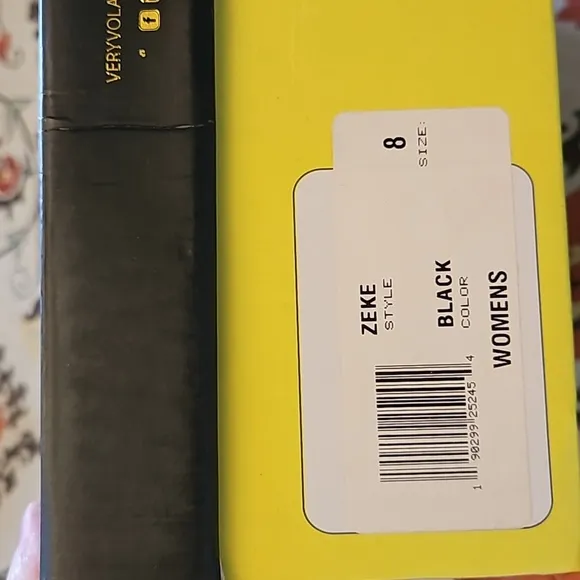 VERYVOLA
8
SIZE:
ZEKE
STYLE
BLACK
COLOR
WOMENS
1 90299 25245 4